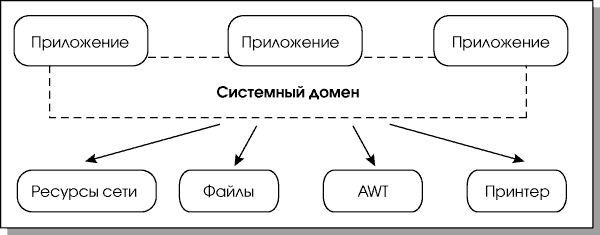 Приложение Приложение Приложение
Системный домен
Ресурсы сети Файлы AWT Принтер